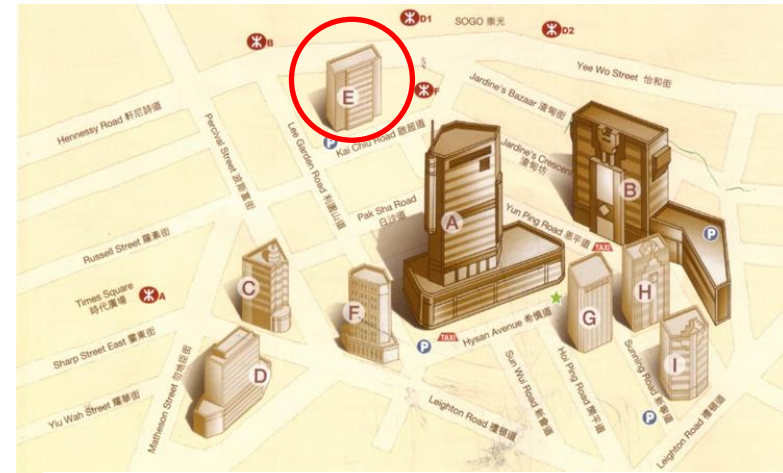 D1
SOGO 崇光
D2
B
Yee Wo Street 怡和街
E
F
Jardine's Bazaar 渣甸街
Hennessy Road 軒尼詩道
Percival Street 波斯富街
Lee Garden Road 利園山道
P
Kai Chiu Road 啟超道
Jardine's Crescent
渣甸坊
B
Pak Sha Road
白沙道
A
Yun Ping Road 恩平道
Russell Street 羅素街
TAXI
P
Times Square
時代廣場
A
C
F
H
G
Sharp Street East 霎東街
P
TAXI
Hysan Avenue 希慎道
I
D
Sun Wui Road 新會道
Hoi Ping Road 開平道
Sunning Road 新寧道
Yiu Wah Street 耀華街
Matheson Street 勿地臣街
Leighton Road 禮頓道
P
Leighton Road 禮頓道